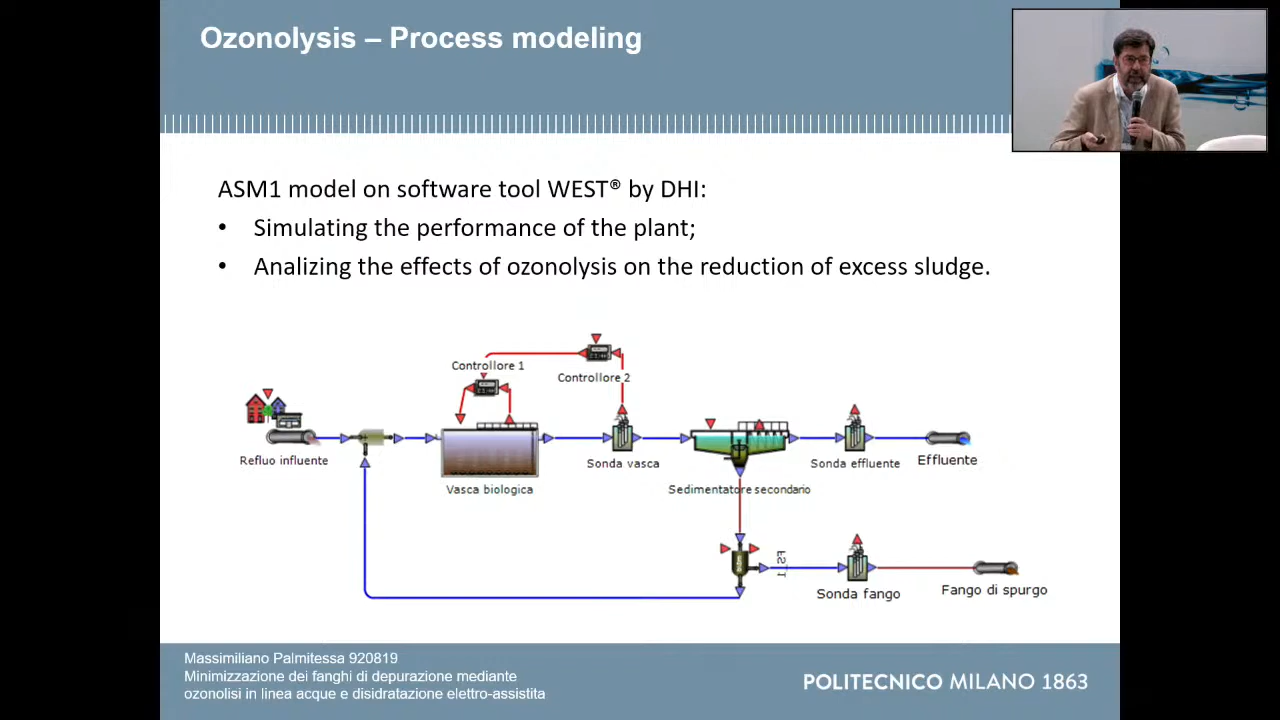 Ozonolysis – Process modeling
ASM1 model on software tool WEST® by DHI:
• Simulating the performance of the plant;
• Analizing the effects of ozonolysis on the reduction of excess sludge.
Controllore 1
Controllore 2
Refluo influente
Vasca biologica
Sonda vasca
Sedimentatore secondario
Sonda effluente
Effluente
Sonda fango
Fango di spurgo
Massimiliano Palmitessa 920819
Minimizzazione dei fanghi di depurazione mediante
ozonolisi in linea acque e disidratazione elettro-assistita
POLITECNICO MILANO 1863